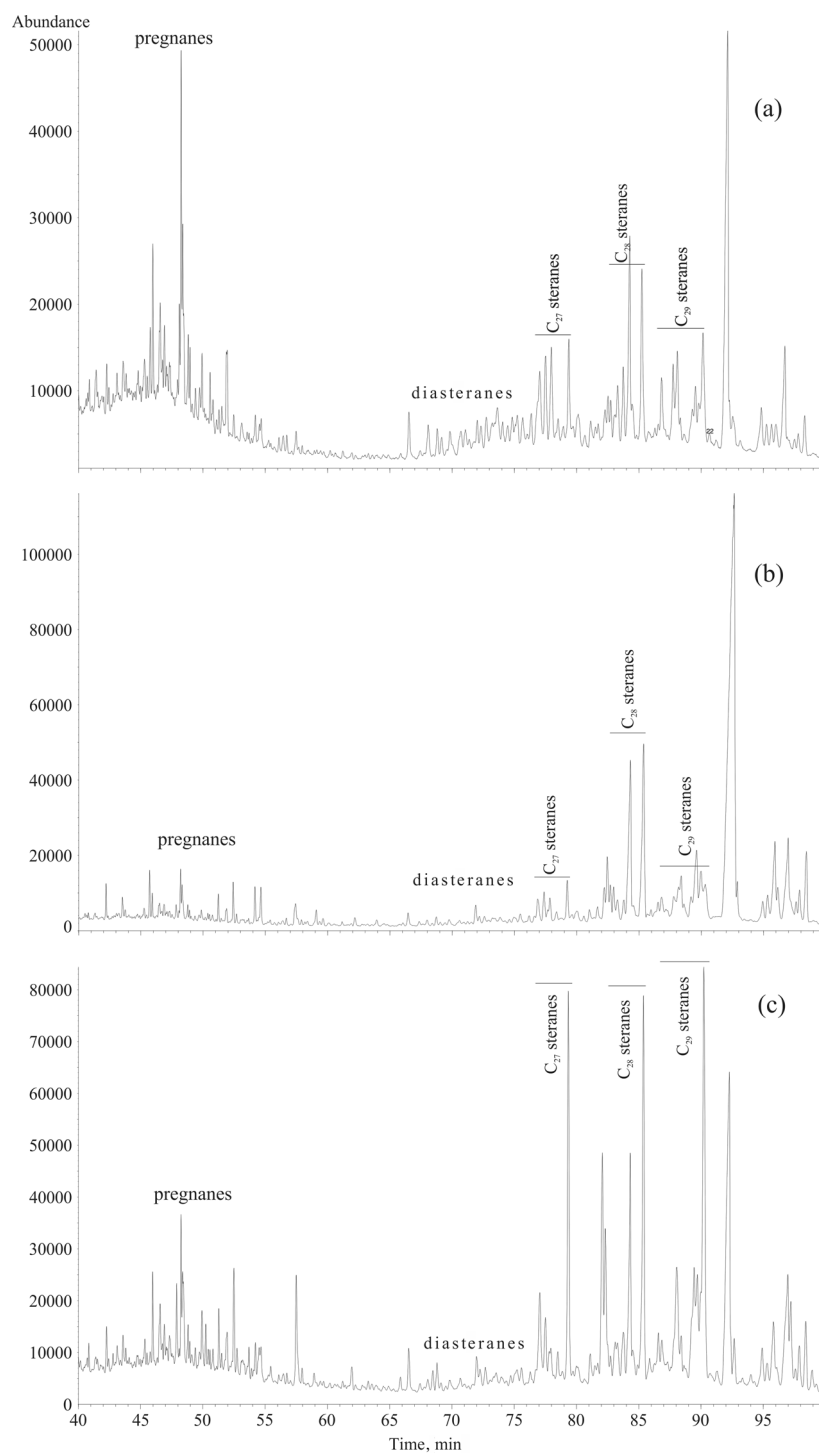 Abundance
pregnanes
50000
(a)
40000
C28 steranes
30000
C27 steranes
C29 steranes
20000
diasteranes
10000
≈
(b)
100000
80000
C28 steranes
60000
40000
C27 steranes
C29 steranes
pregnanes
20000
diasteranes
0
(c)
80000
C27 steranes
C28 steranes
C29 steranes
70000
60000
50000
40000
pregnanes
30000
20000
diasteranes
10000
0
40 45 50 55 60 65 70 75 80 85 90 95
Time, min